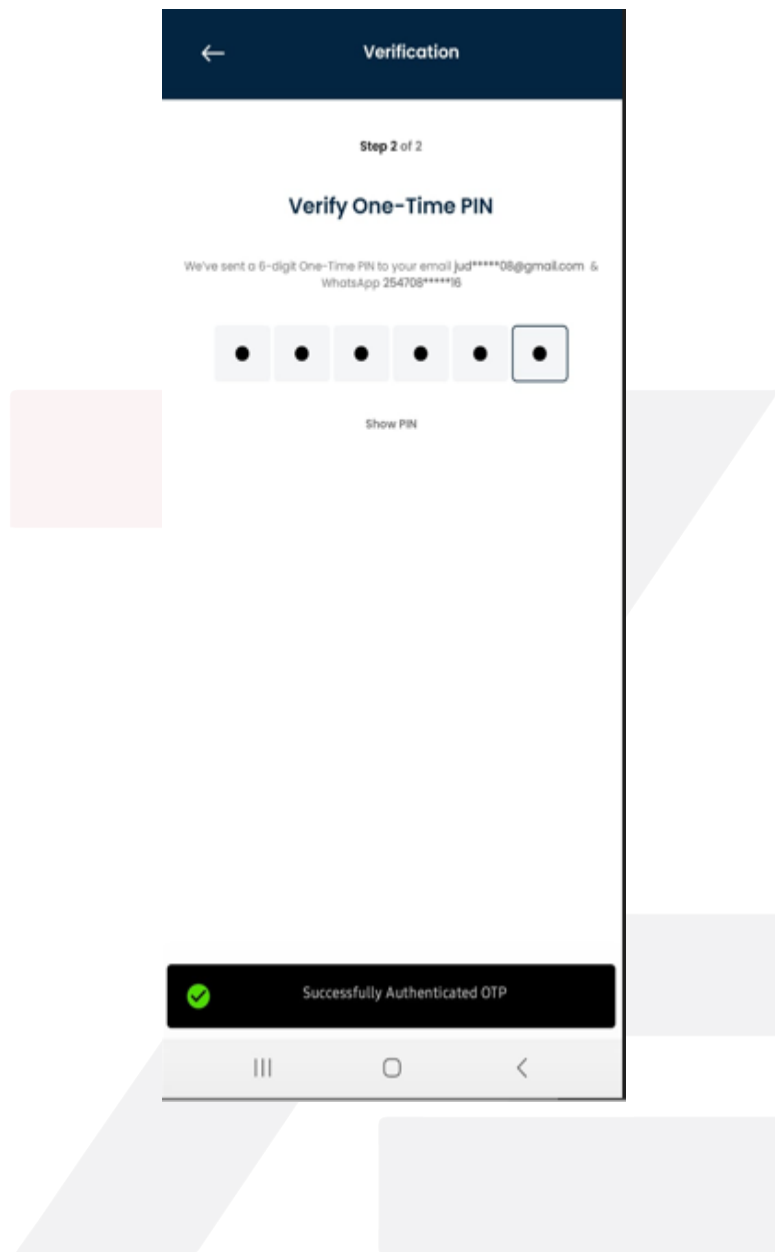 Verification
Step 2 of 2
Verify One-Time PIN
We've sent a 6-digit One-Time PIN to your email jud*****08@gmail.com &
WhatsApp 254708*****16
Show PIN
Successfully Authenticated OTP